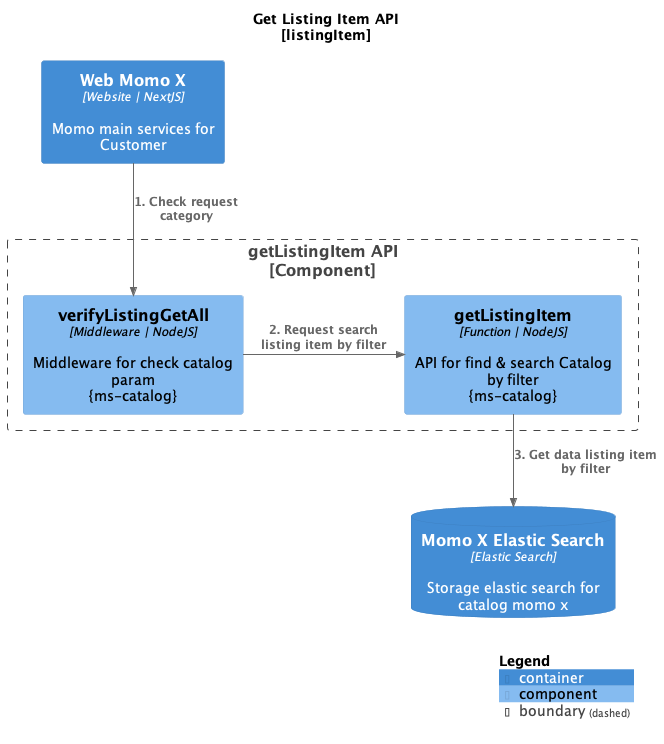 Get Listing Item API
[listingItem]
Web Momo X
[Website | NextJS]
Momo main services for
Customer
1. Check request
category
getListingItem API
[Component]
verifyListingGetAll
[Middleware | NodeJS]
Middleware for check catalog
param
{ms-catalog}
2. Request search
listing item by filter
getListingItem
[Function | NodeJS]
API for find & search Catalog
by filter
{ms-catalog}
3. Get data listing item
by filter
Momo X Elastic Search
[Elastic Search]
Storage elastic search for
catalog momo x
Legend
container
component
boundary (dashed)